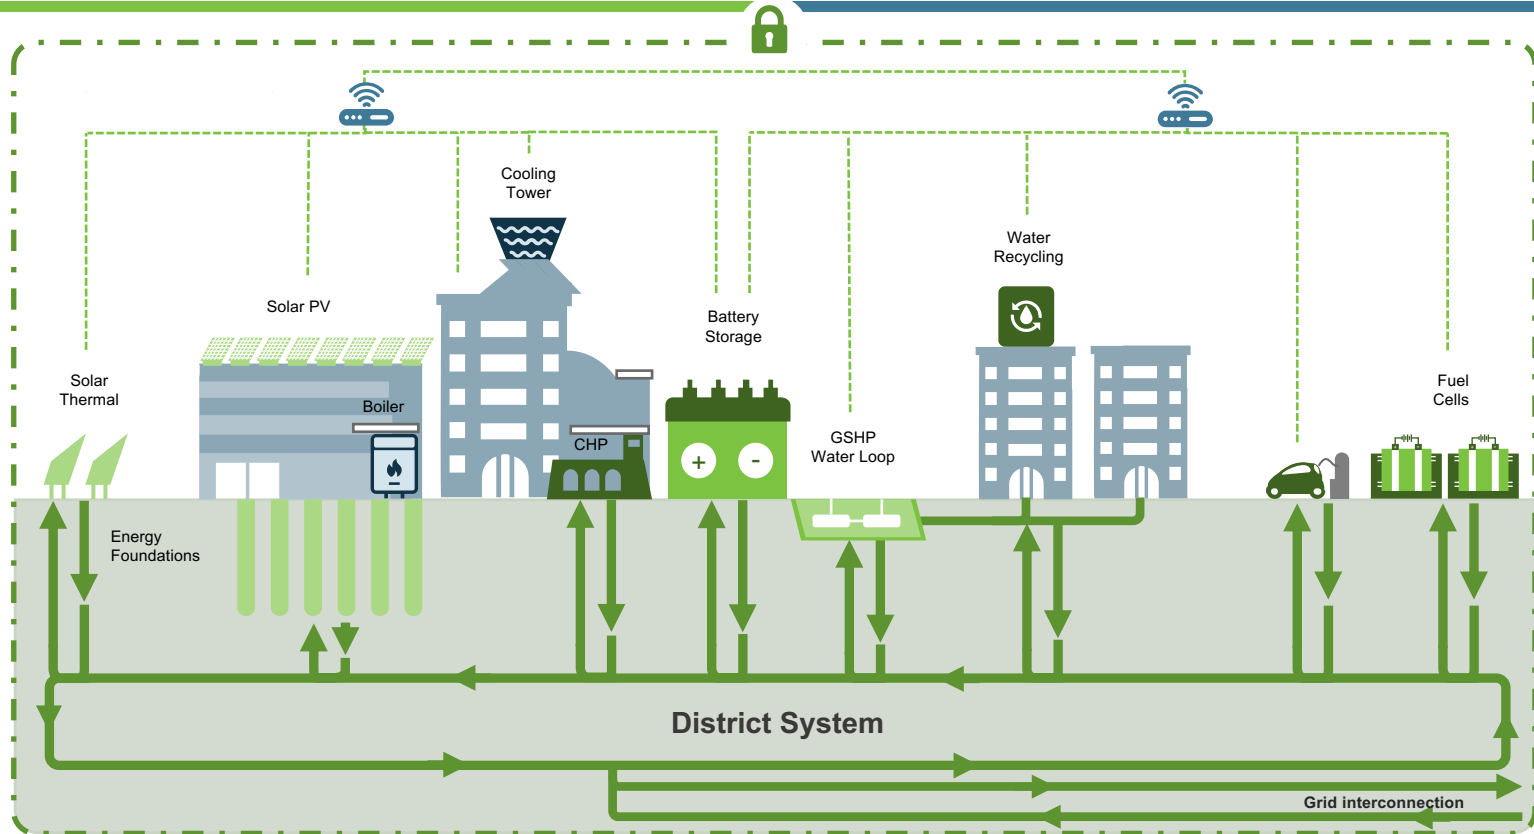 Cooling
Tower
Water
Recycling
Solar PV
Battery
Storage
Solar
Thermal
Fuel
Cells
Boiler
CHP
GSHP
Water Loop
+
-
Energy
Foundations
District System
Grid interconnection